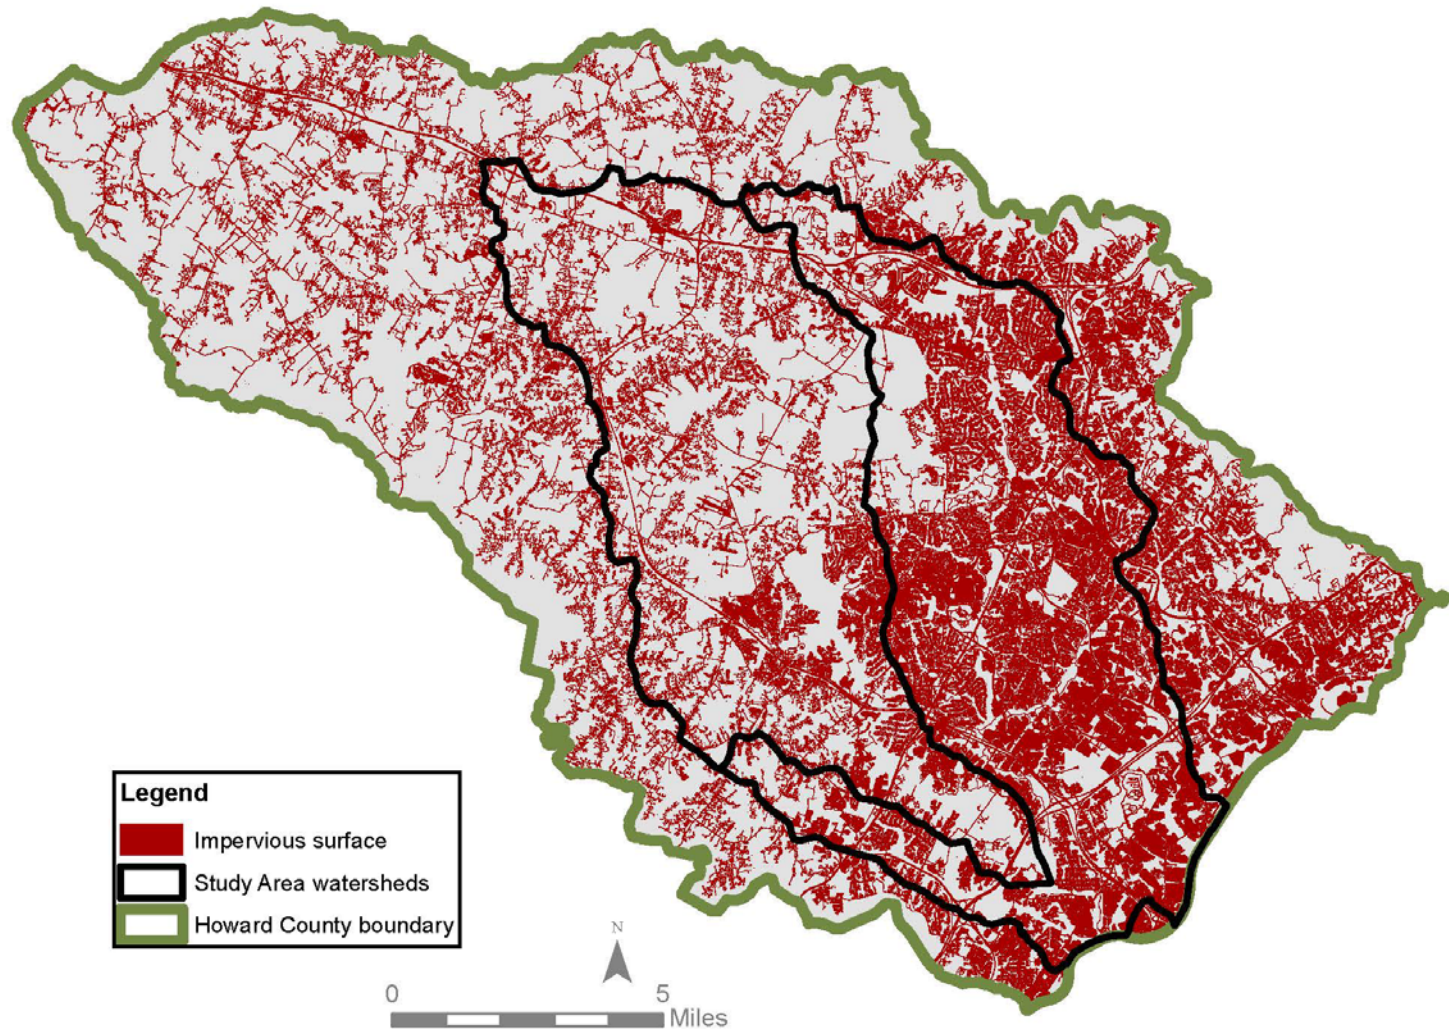 Legend
Impervious surface
Study Area watersheds
Howard County boundary
N
0 5
Miles